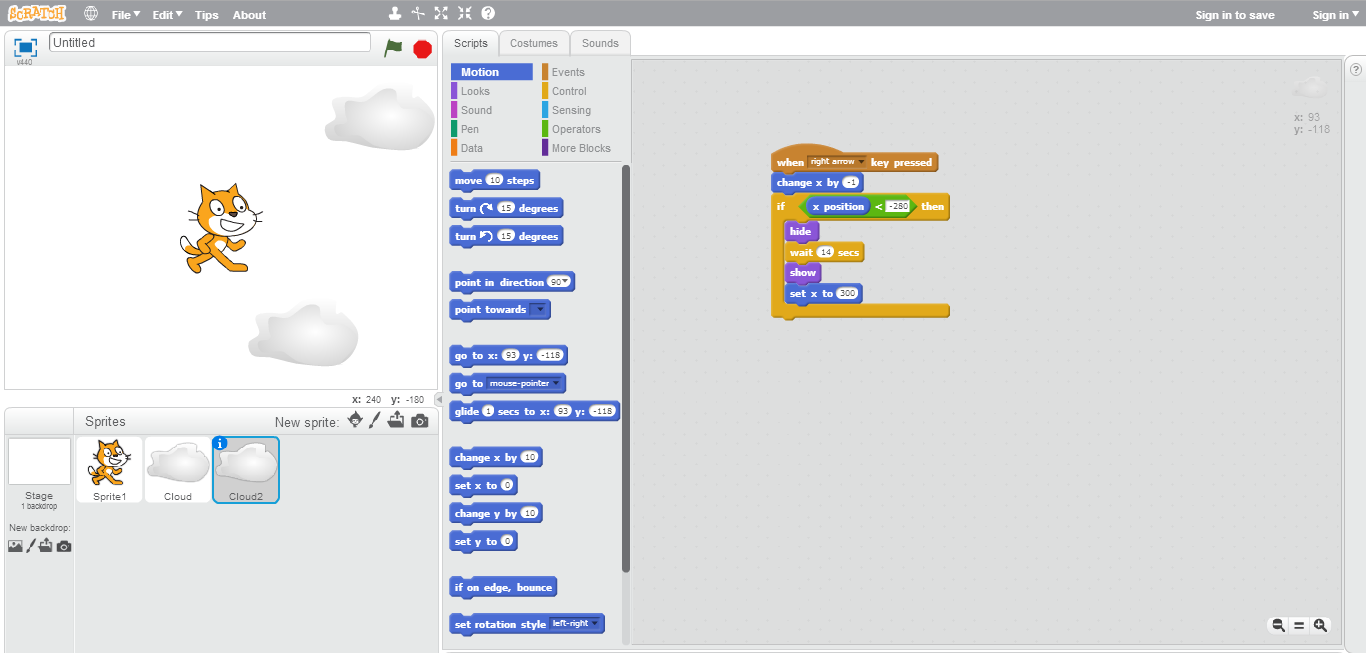 SCRATCH File Edit Tips About Sign in to save Sign in
v440
Untitled
x: 240 y: -180
Sprites New sprite:
Stage
1 backdrop
New backdrop:
Sprite1
Cloud
Cloud2
Scripts Costumes Sounds
Motion Events
Looks Control
Sound Sensing
Pen Operators
Data More Blocks
move 10 steps
turn 15 degrees
turn 15 degrees
point in direction 90
point towards
go to x: 93 y: -118
go to mouse-pointer
glide 1 secs to x: 93 y: -118
change x by 10
set x to 0
change y by 10
set y to 0
if on edge, bounce
set rotation style left-right
when right arrow key pressed
change x by -1
if x position < -280 then
hide
wait 14 secs
show
set x to 300
x: 93
y: -118